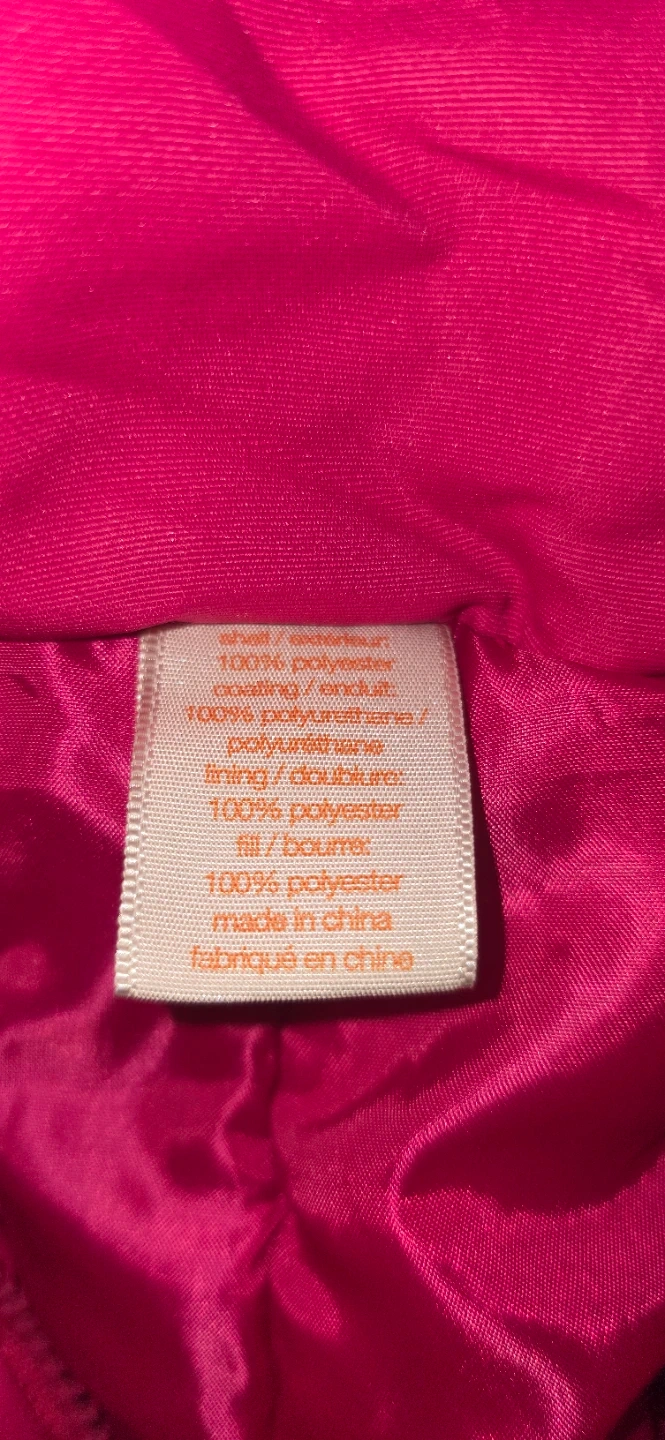 shell / extérieur:
100% polyester
coating / enduit:
100% polyurethane /
polyuréthane
lining / doublure:
100% polyester
fill / bourre:
100% polyester
made in china
fabriqué en chine